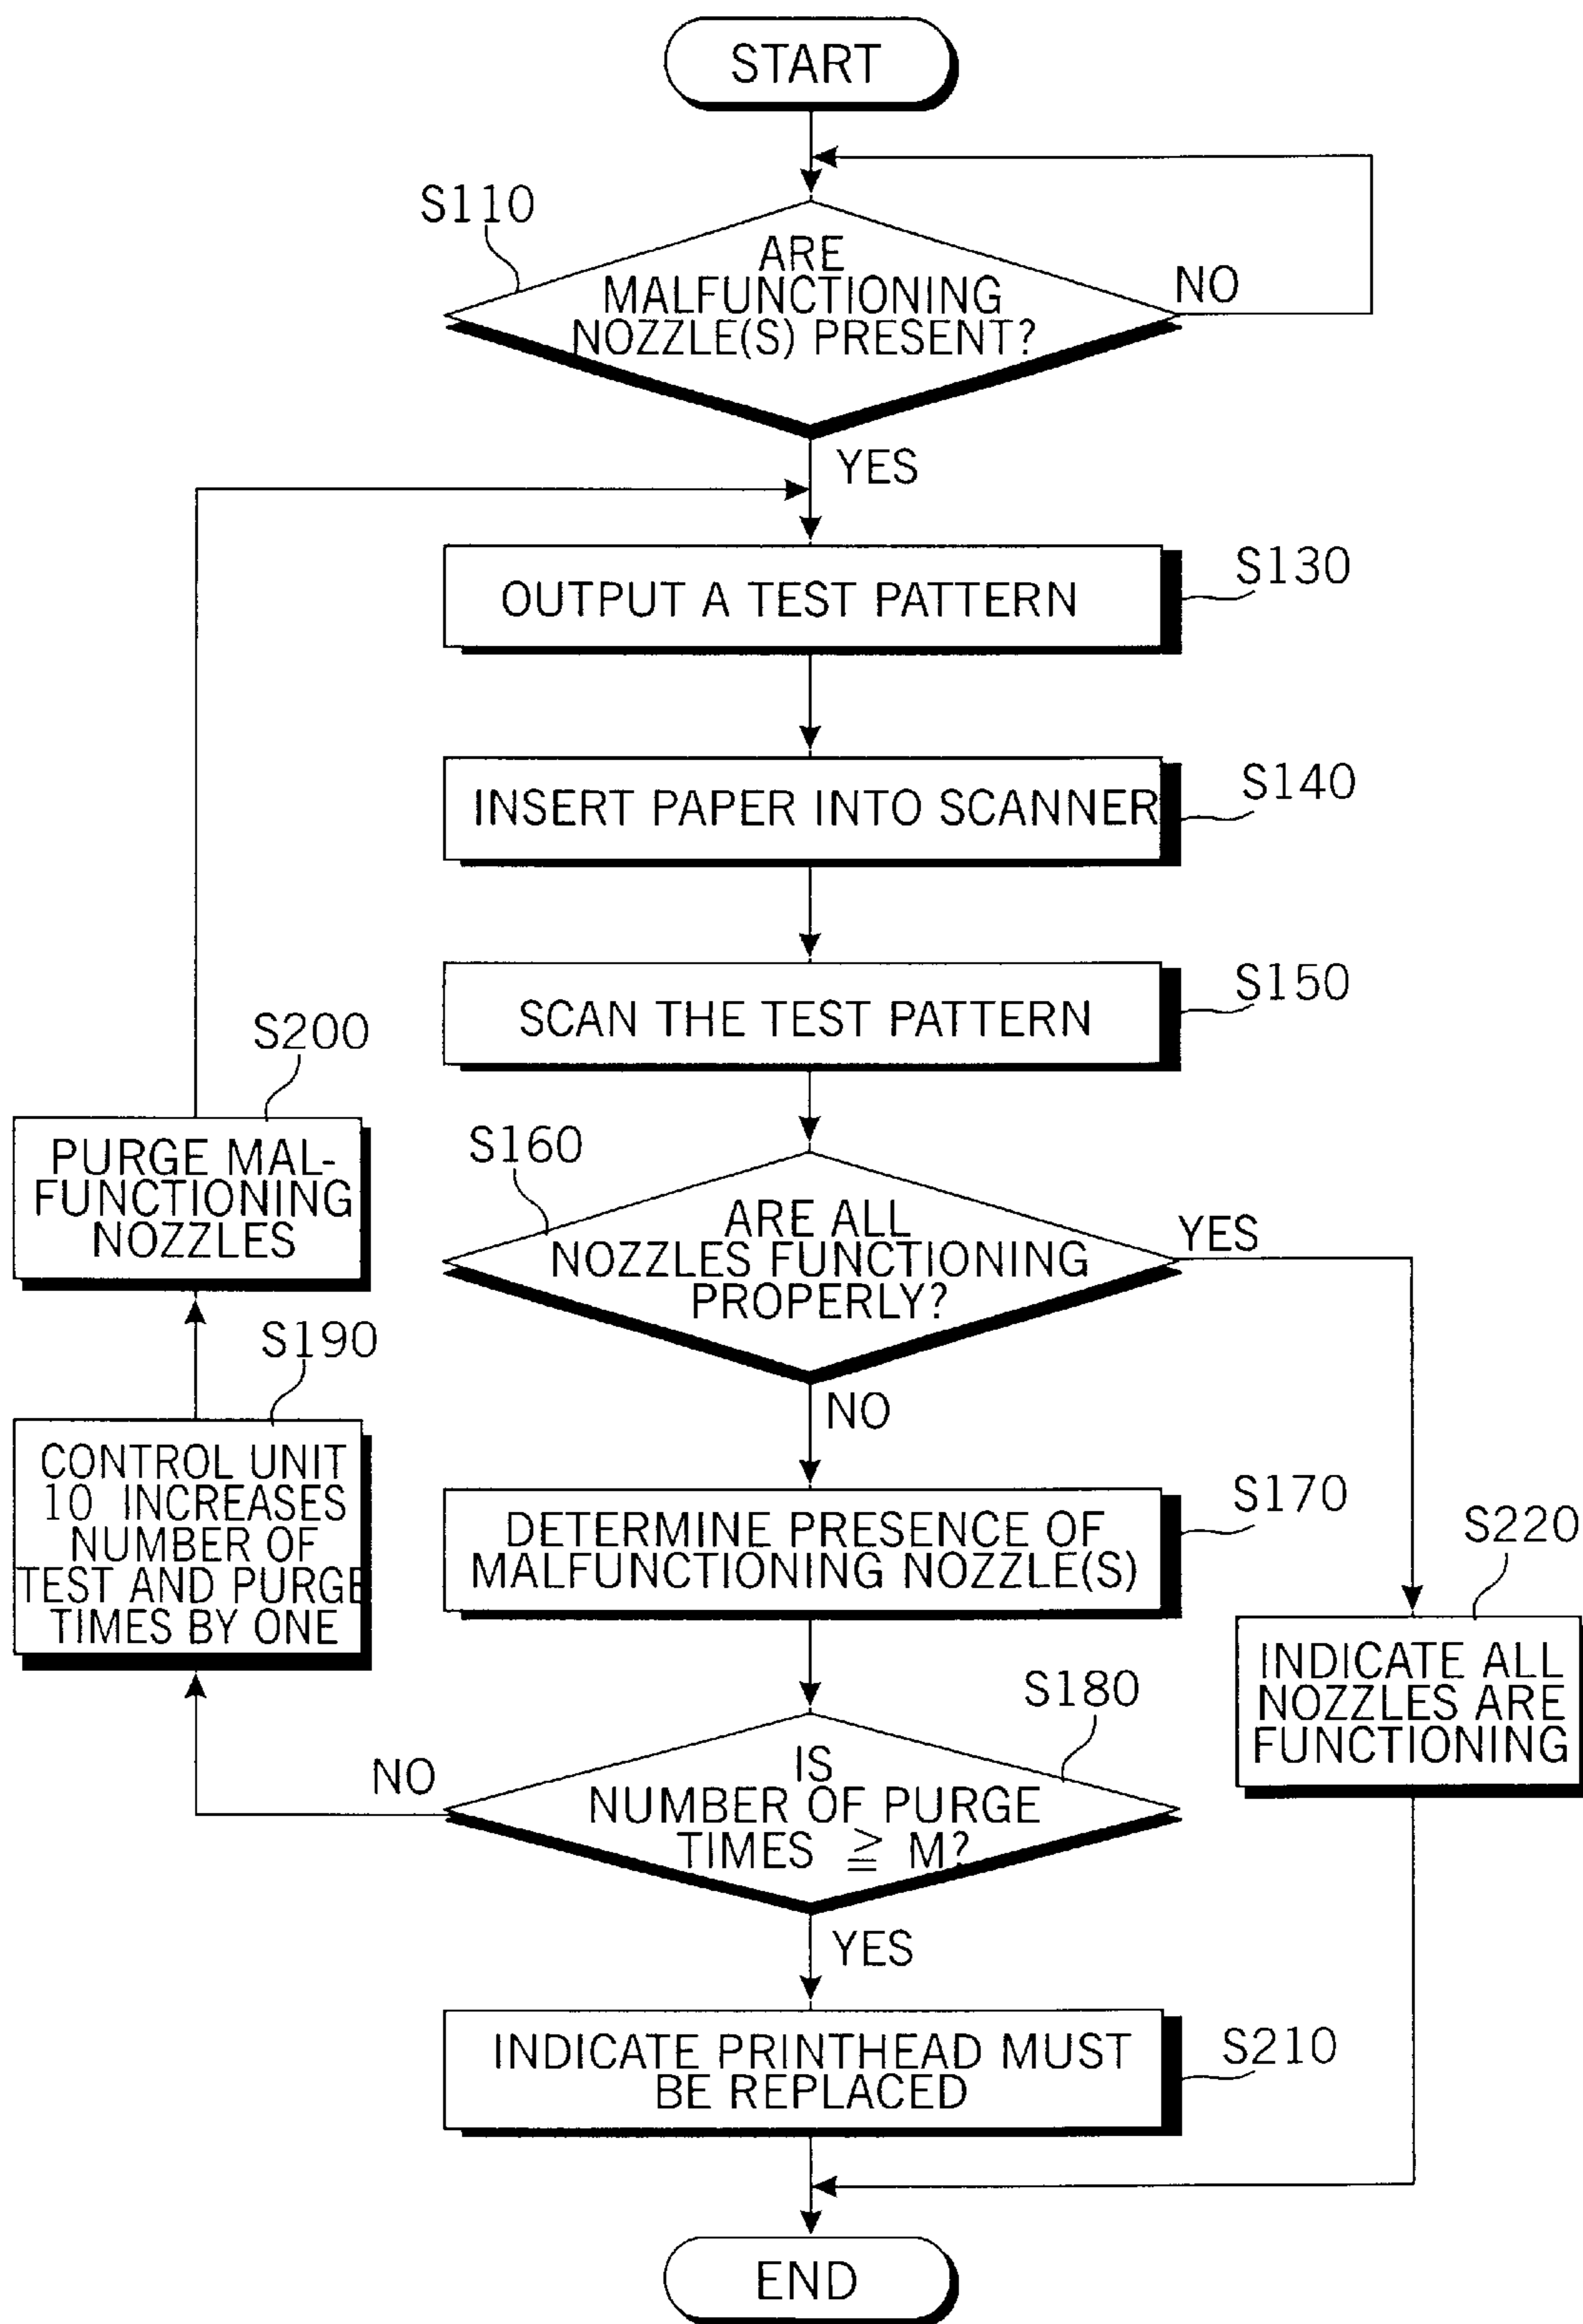 START
S110
ARE
MALFUNCTIONING
NOZZLE(S) PRESENT?
NO
YES
OUTPUT A TEST PATTERN
S130
INSERT PAPER INTO SCANNER
S140
SCAN THE TEST PATTERN
S150
S200
PURGE MAL-
FUNCTIONING
NOZZLES
S160
ARE ALL
NOZZLES FUNCTIONING
PROPERLY?
YES
NO
S190
CONTROL UNIT
10 INCREASES
NUMBER OF
TEST AND PURGE
TIMES BY ONE
DETERMINE PRESENCE OF
MALFUNCTIONING NOZZLE(S)
S170
S220
INDICATE ALL
NOZZLES ARE
FUNCTIONING
S180
IS
NUMBER OF PURGE
TIMES ≧ M?
NO
YES
INDICATE PRINTHEAD MUST
BE REPLACED
S210
END